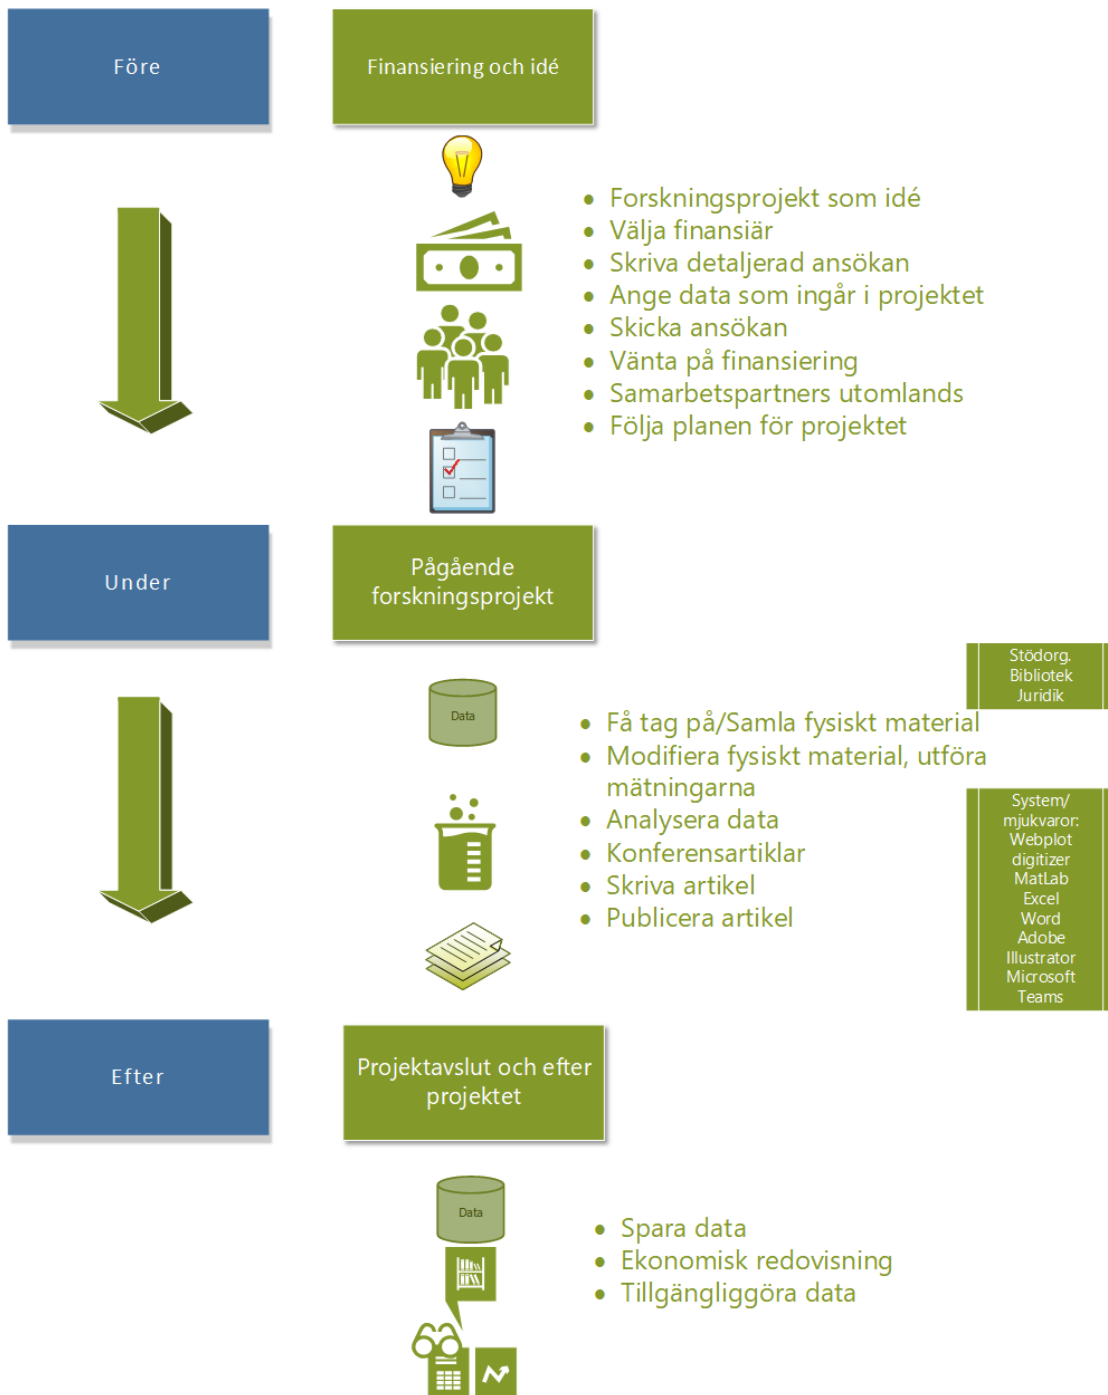 Före
Finansiering och idé
• Forskningsprojekt som idé
• Välja finansiär
• Skriva detaljerad ansökan
• Ange data som ingår i projektet
• Skicka ansökan
• Vänta på finansiering
• Samarbetspartners utomlands
• Följa planen för projektet
Under
Pågående
forskningsprojekt
Stödorg.
Bibliotek
Juridik
Data
• Få tag på/Samla fysiskt material
• Modifiera fysiskt material, utföra
mätningarna
• Analysera data
• Konferensartiklar
• Skriva artikel
• Publicera artikel
System/
mjukvaror:
Webplot
digitizer
MatLab
Excel
Word
Adobe
Illustrator
Microsoft
Teams
Efter
Projektavslut och efter
projektet
Data
• Spara data
• Ekonomisk redovisning
• Tillgängliggöra data